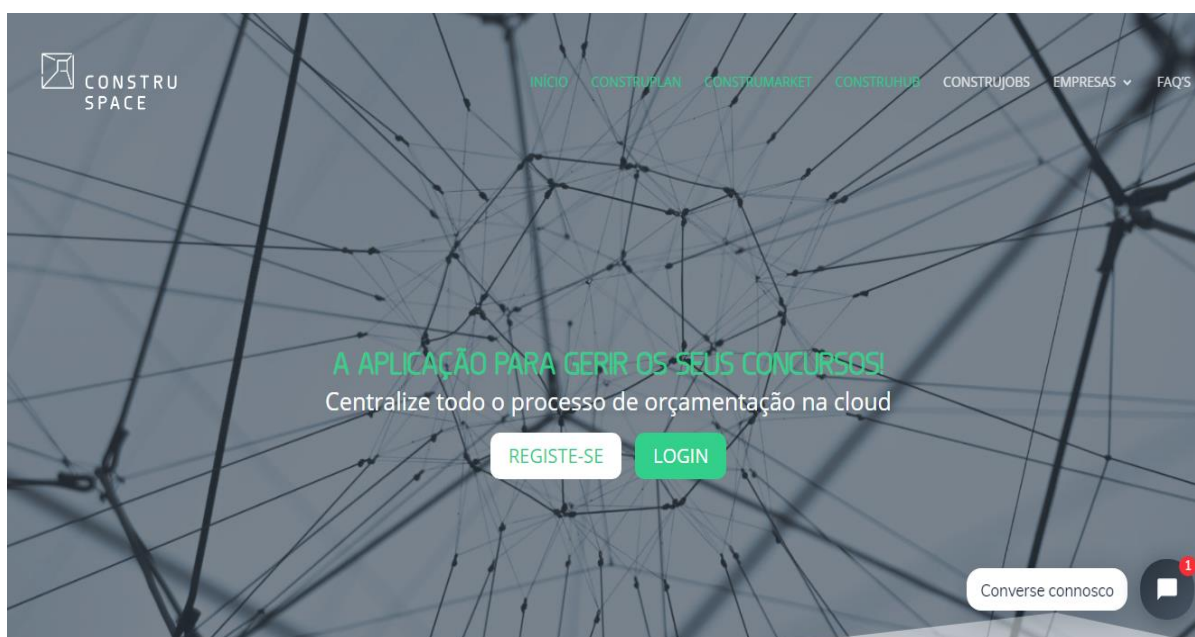 CONSTRU
SPACE
INÍCIO CONSTRUPLAN CONSTRUMARKET CONSTRUHUB CONSTRUJOBS EMPRESAS FAQ'S
A APLICAÇÃO PARA GERIR OS SEUS CONCURSOS!
Centralize todo o processo de orçamentação na cloud
REGISTE-SE LOGIN
1
Converse connosco